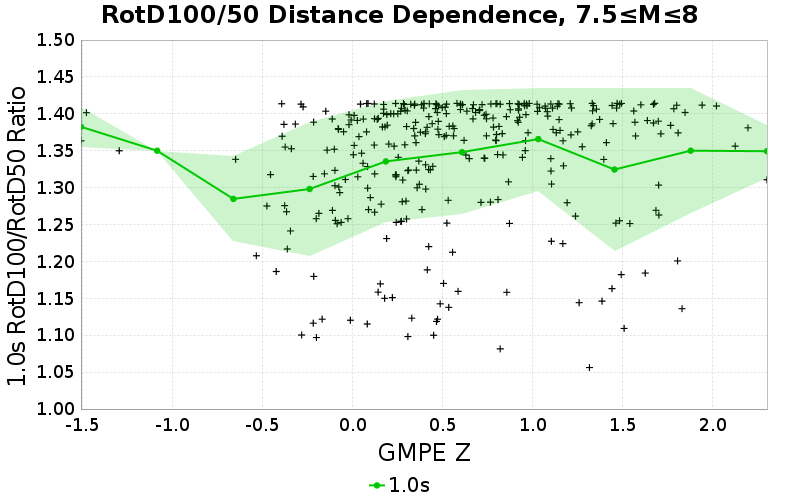 RotD100/50 Distance Dependence, 7.5≤M≤8
1.0s RotD100/RotD50 Ratio
1.50
1.45
1.40
1.35
1.30
1.25
1.20
1.15
1.10
1.05
1.00
-1.5 -1.0 -0.5 0.0 0.5 1.0 1.5 2.0
GMPE Z
1.0s